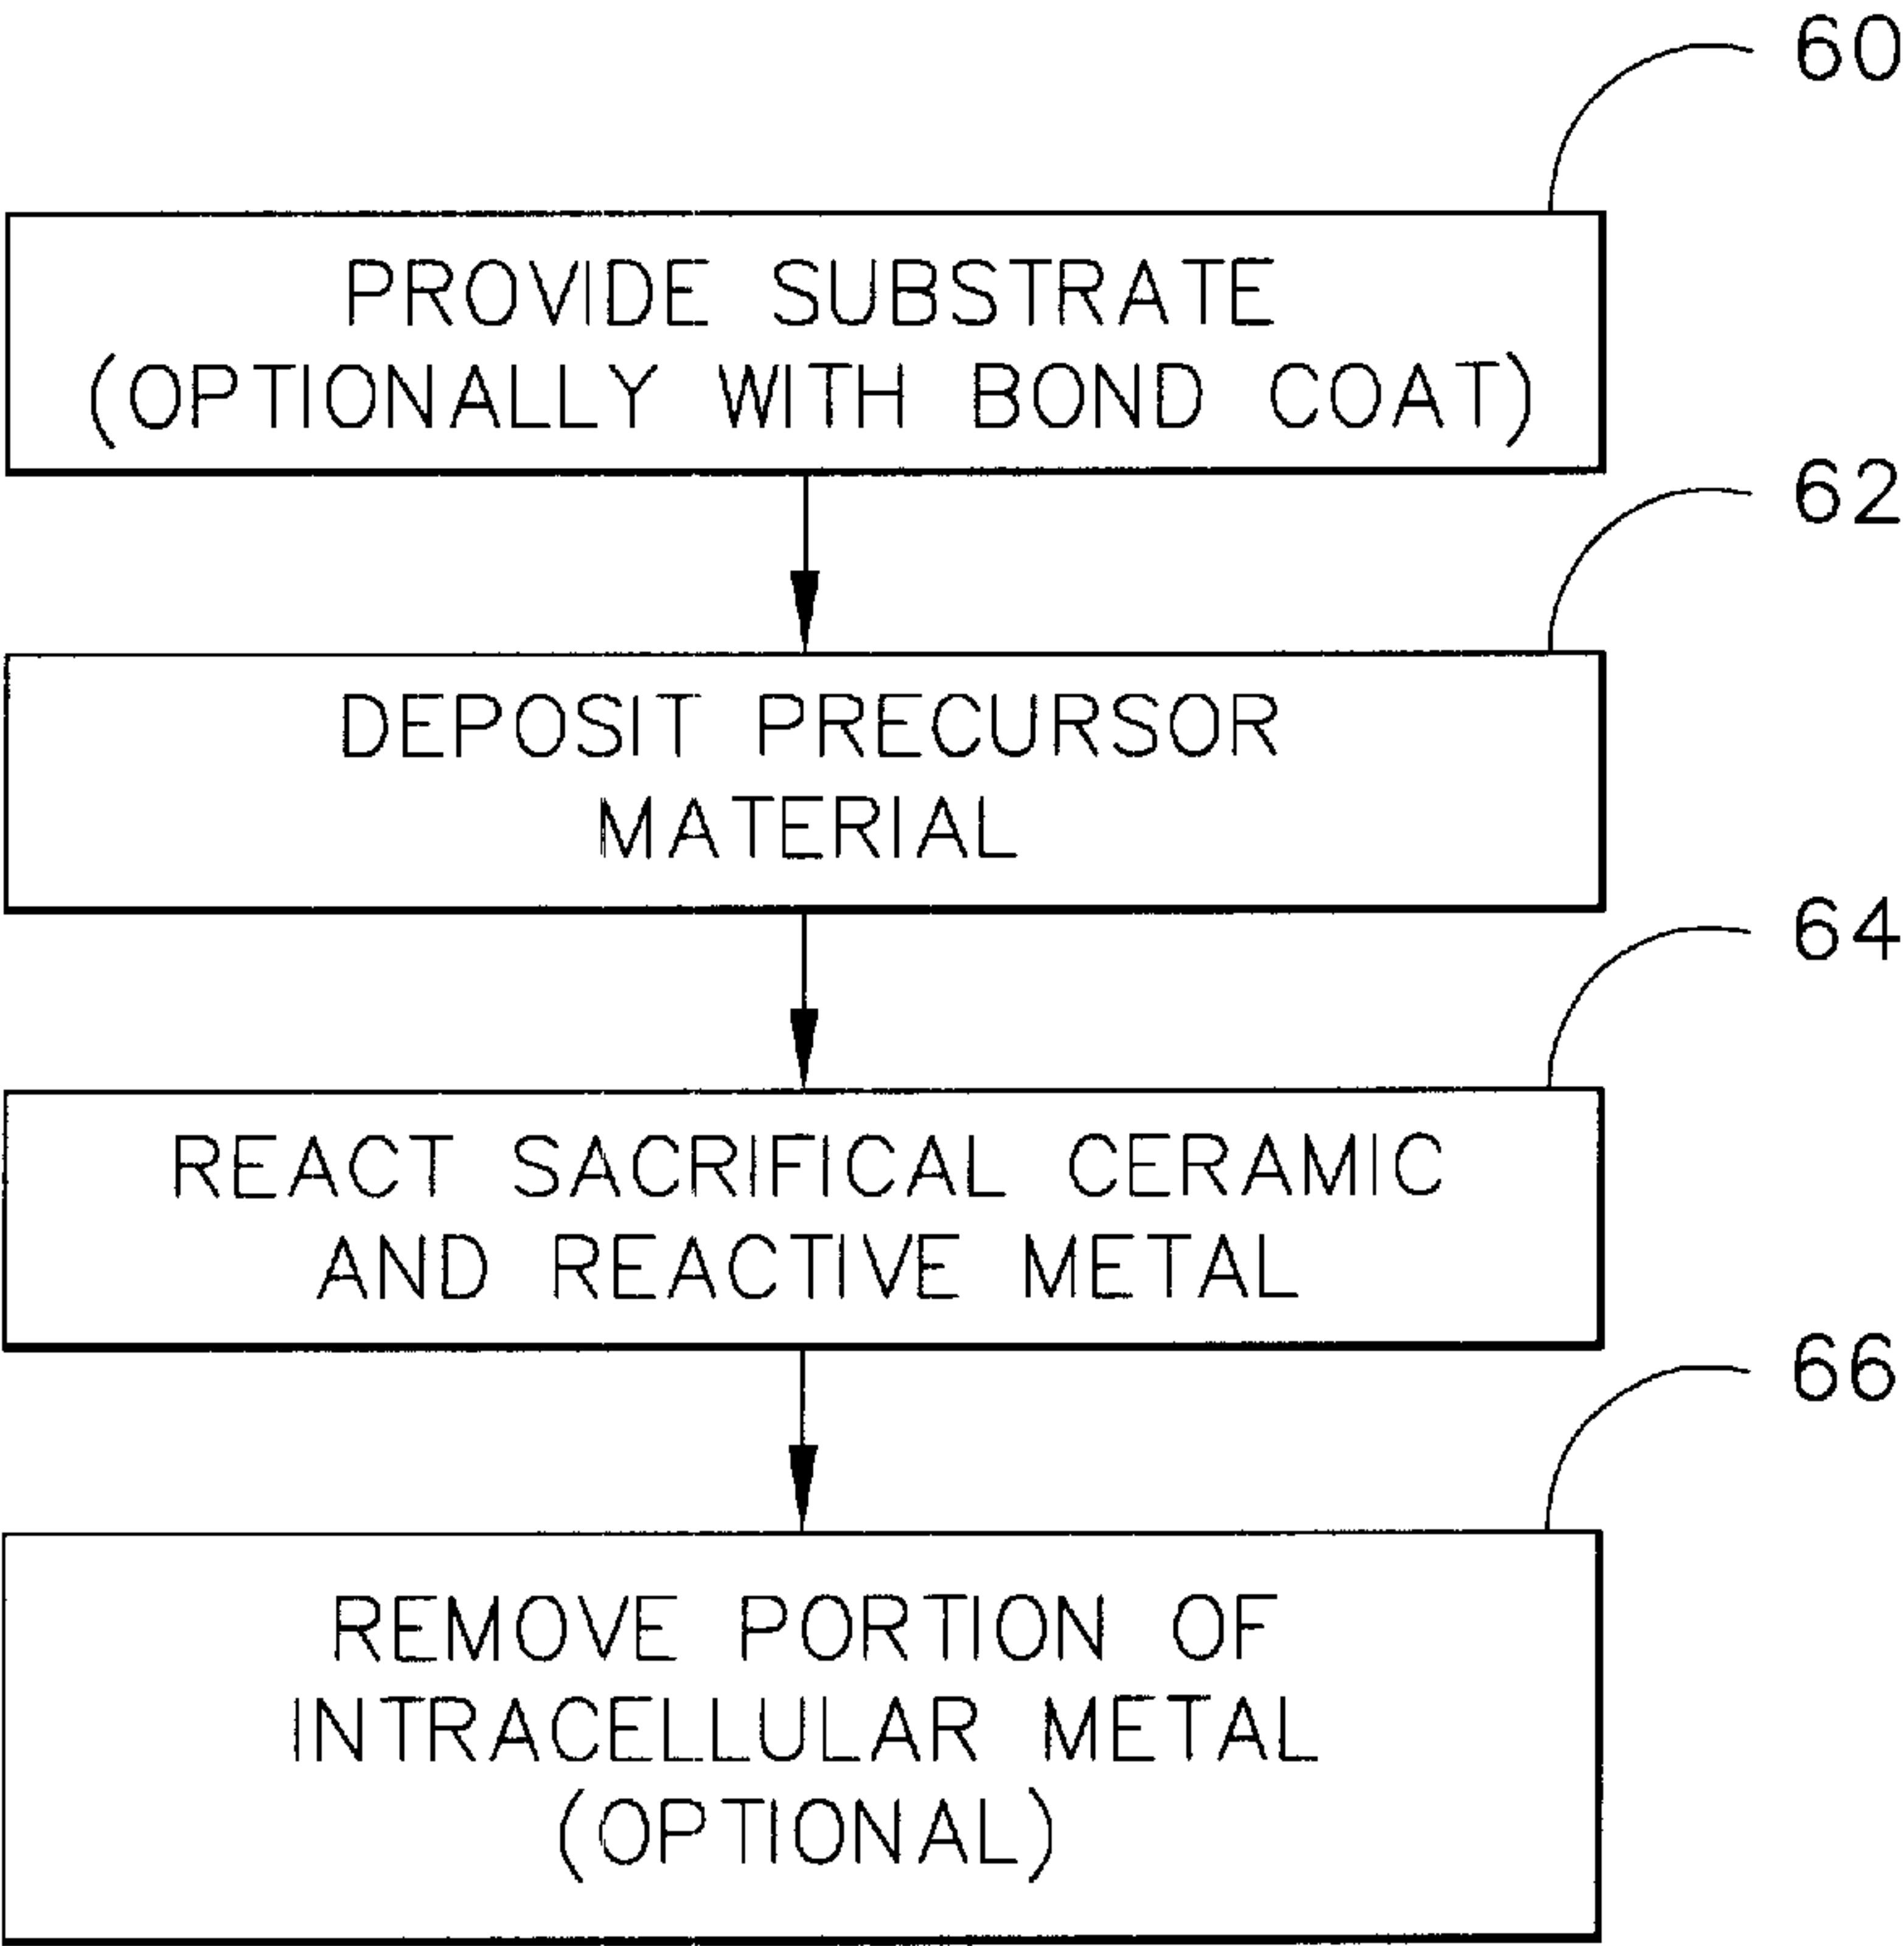 60
PROVIDE SUBSTRATE
(OPTIONALLY WITH BOND COAT)
62
DEPOSIT PRECURSOR
MATERIAL
64
REACT SACRIFICAL CERAMIC
AND REACTIVE METAL
66
REMOVE PORTION OF
INTRACELLULAR METAL
(OPTIONAL)